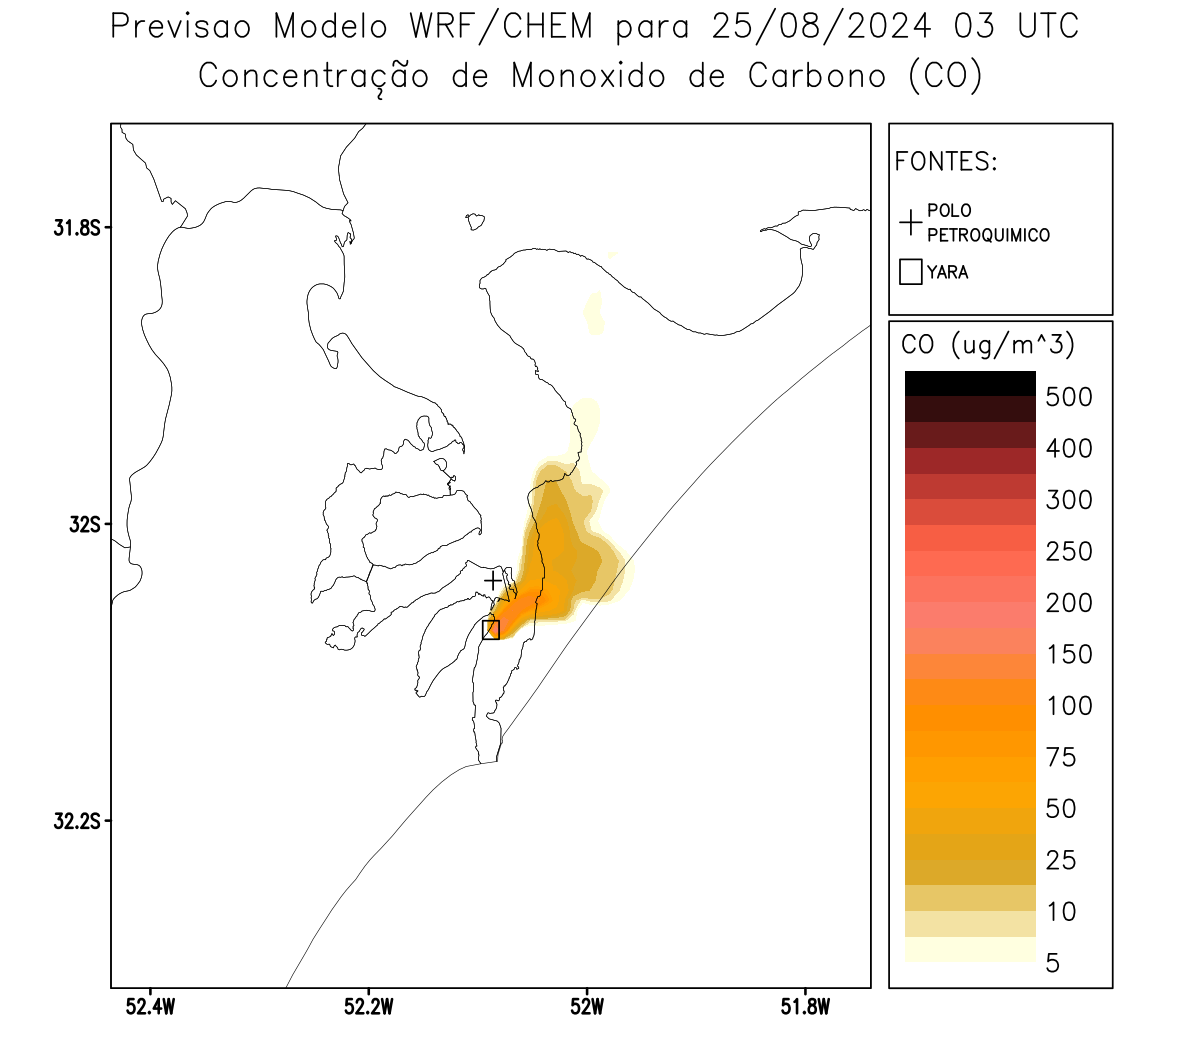 Previsao Modelo WRF/CHEM para 25/08/2024 03 UTC
Concentração de Monoxido de Carbono (CO)
FONTES:
POLO
PETROQUIMICO
YARA
31.8S
32S
32.2S
52.4W
52.2W
52W
51.8W
CO (ug/m^3)
500
400
300
250
200
150
100
75
50
25
10
5